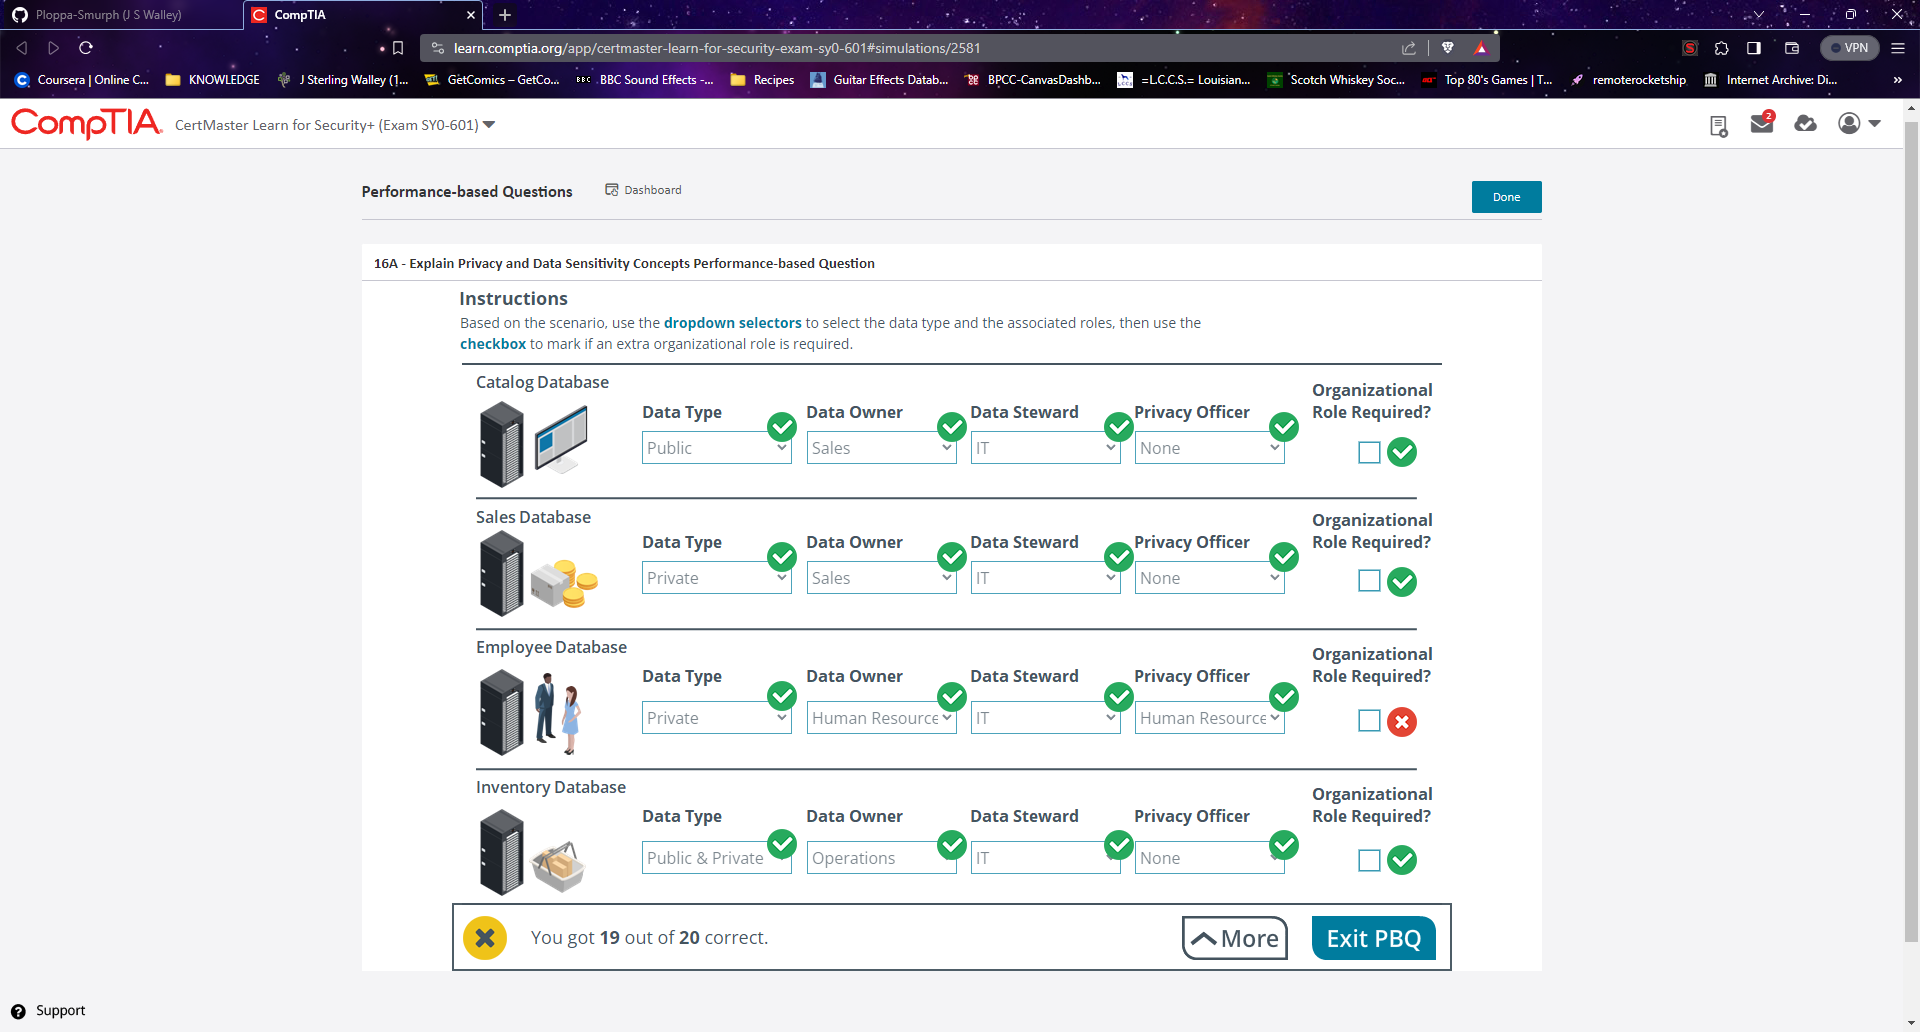 Ploppa-Smurph (J S Walley)
CompTIA
learn.comptia.org/app/certmaster-learn-for-security-exam-sy0-601#simulations/2581
VPN
Coursera | Online C...
KNOWLEDGE
J Sterling Walley (1...
GetComics – GetCo...
BBC Sound Effects -...
Recipes
Guitar Effects Datab...
BPCC-CanvasDashb...
=L.C.C.S.= Louisian...
Scotch Whiskey Soc...
Top 80's Games | T...
remoterocketship
Internet Archive: Di...
»
CompTIA.
CertMaster Learn for Security+ (Exam SY0-601)
2
Performance-based Questions
Dashboard
Done
16A - Explain Privacy and Data Sensitivity Concepts Performance-based Question
Instructions
Based on the scenario, use the dropdown selectors to select the data type and the associated roles, then use the
checkbox to mark if an extra organizational role is required.
Catalog Database
Data Type Data Owner Data Steward Privacy Officer Organizational
Role Required?
Public Sales IT None
Sales Database
Data Type Data Owner Data Steward Privacy Officer Organizational
Role Required?
Private Sales IT None
Employee Database
Data Type Data Owner Data Steward Privacy Officer Organizational
Role Required?
Private Human Resource IT Human Resource
Inventory Database
Data Type Data Owner Data Steward Privacy Officer Organizational
Role Required?
Public & Private Operations IT None
You got 19 out of 20 correct.
More
Exit PBQ
Support